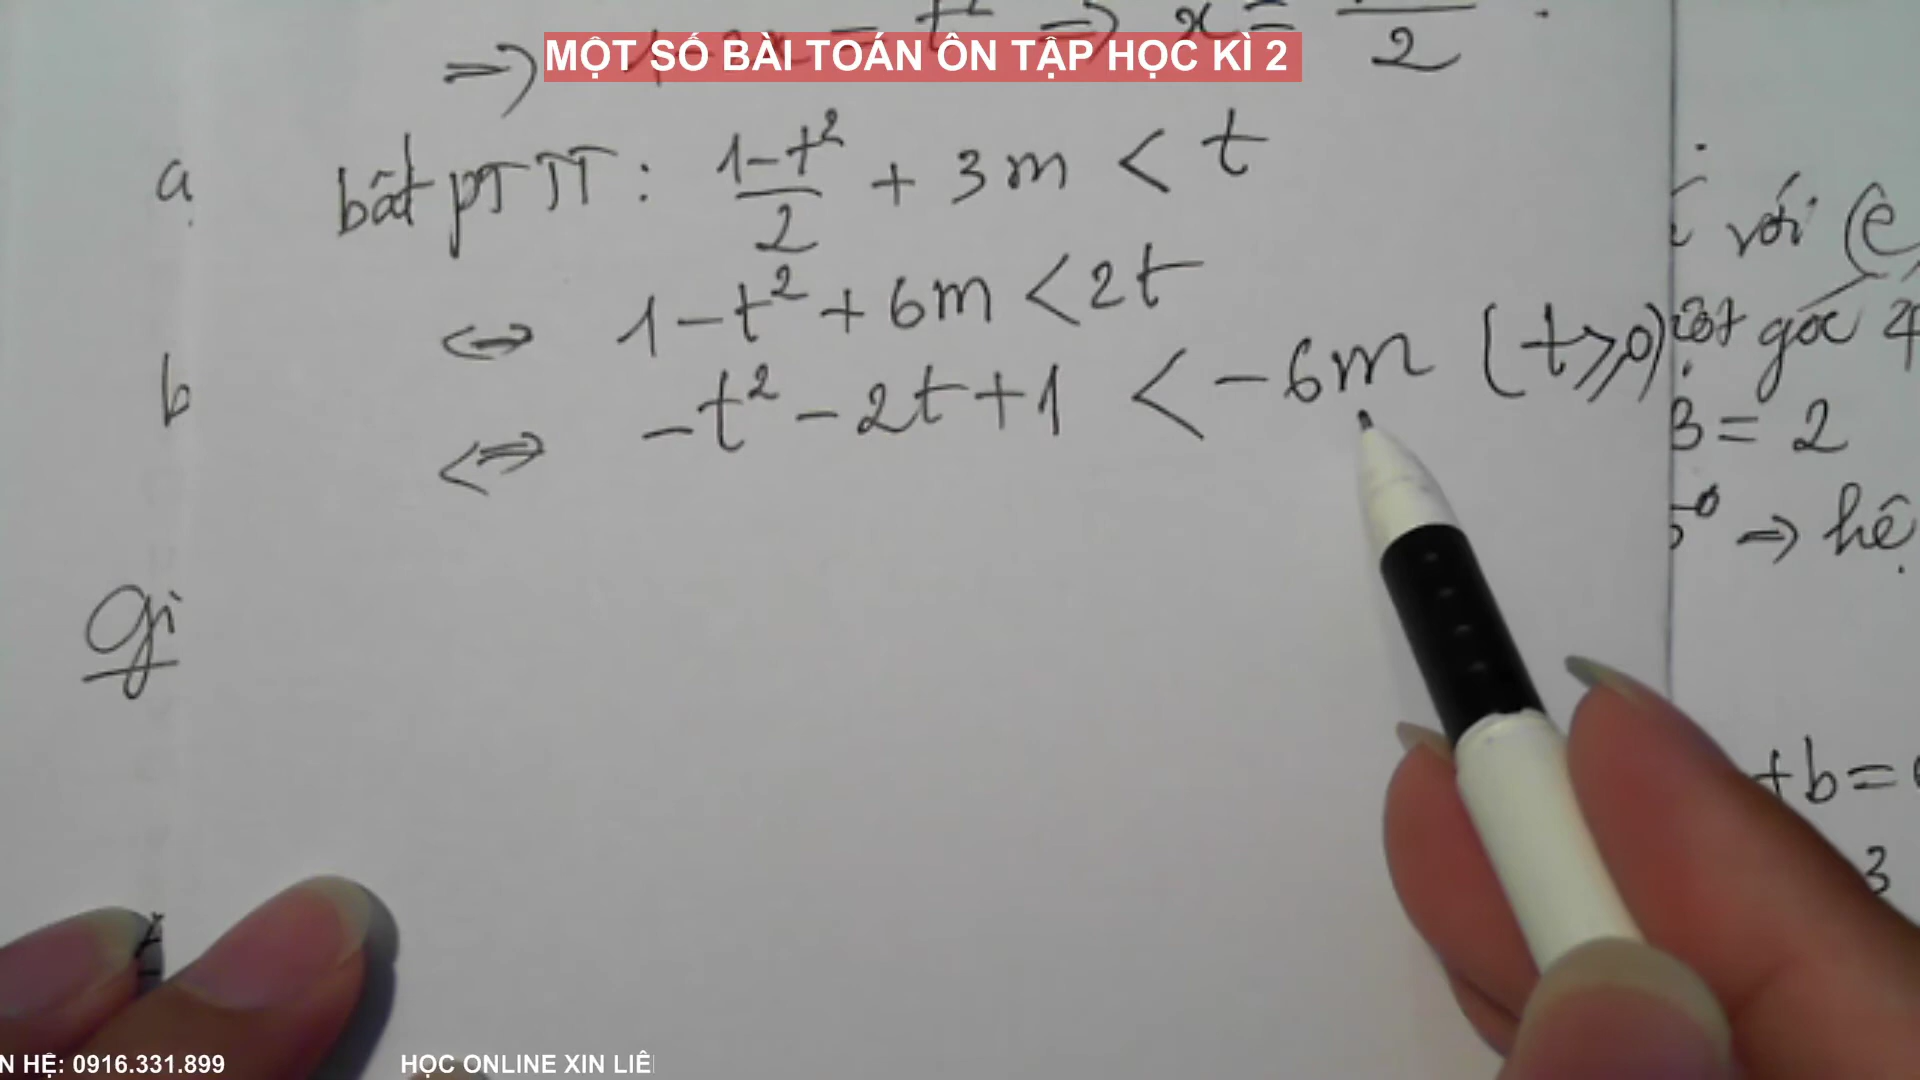 MỘT SỐ BÀI TOÁN ÔN TẬP HỌC KÌ 2
⇒ x = 2
a
bất PT TT: (1-t²)/2 + 3m < t
⇔ 1 - t² + 6m < 2t
b
⇔ -t² - 2t + 1 < -6m (t ⩾ 0)
Gi
với
góc
= 2
⇒ hệ
+b =
3
N HỆ: 0916.331.899
HỌC ONLINE XIN LIÊ